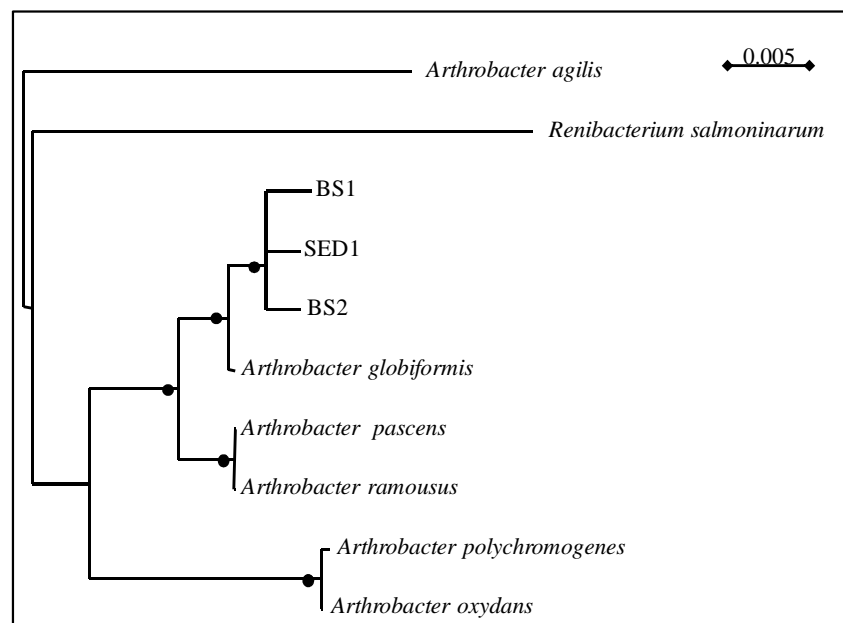 0.005
Arthrobacter agilis
Renibacterium salmoninarum
BS1
SED1
BS2
Arthrobacter globiformis
Arthrobacter pascens
Arthrobacter ramousus
Arthrobacter polychromogenes
Arthrobacter oxydans